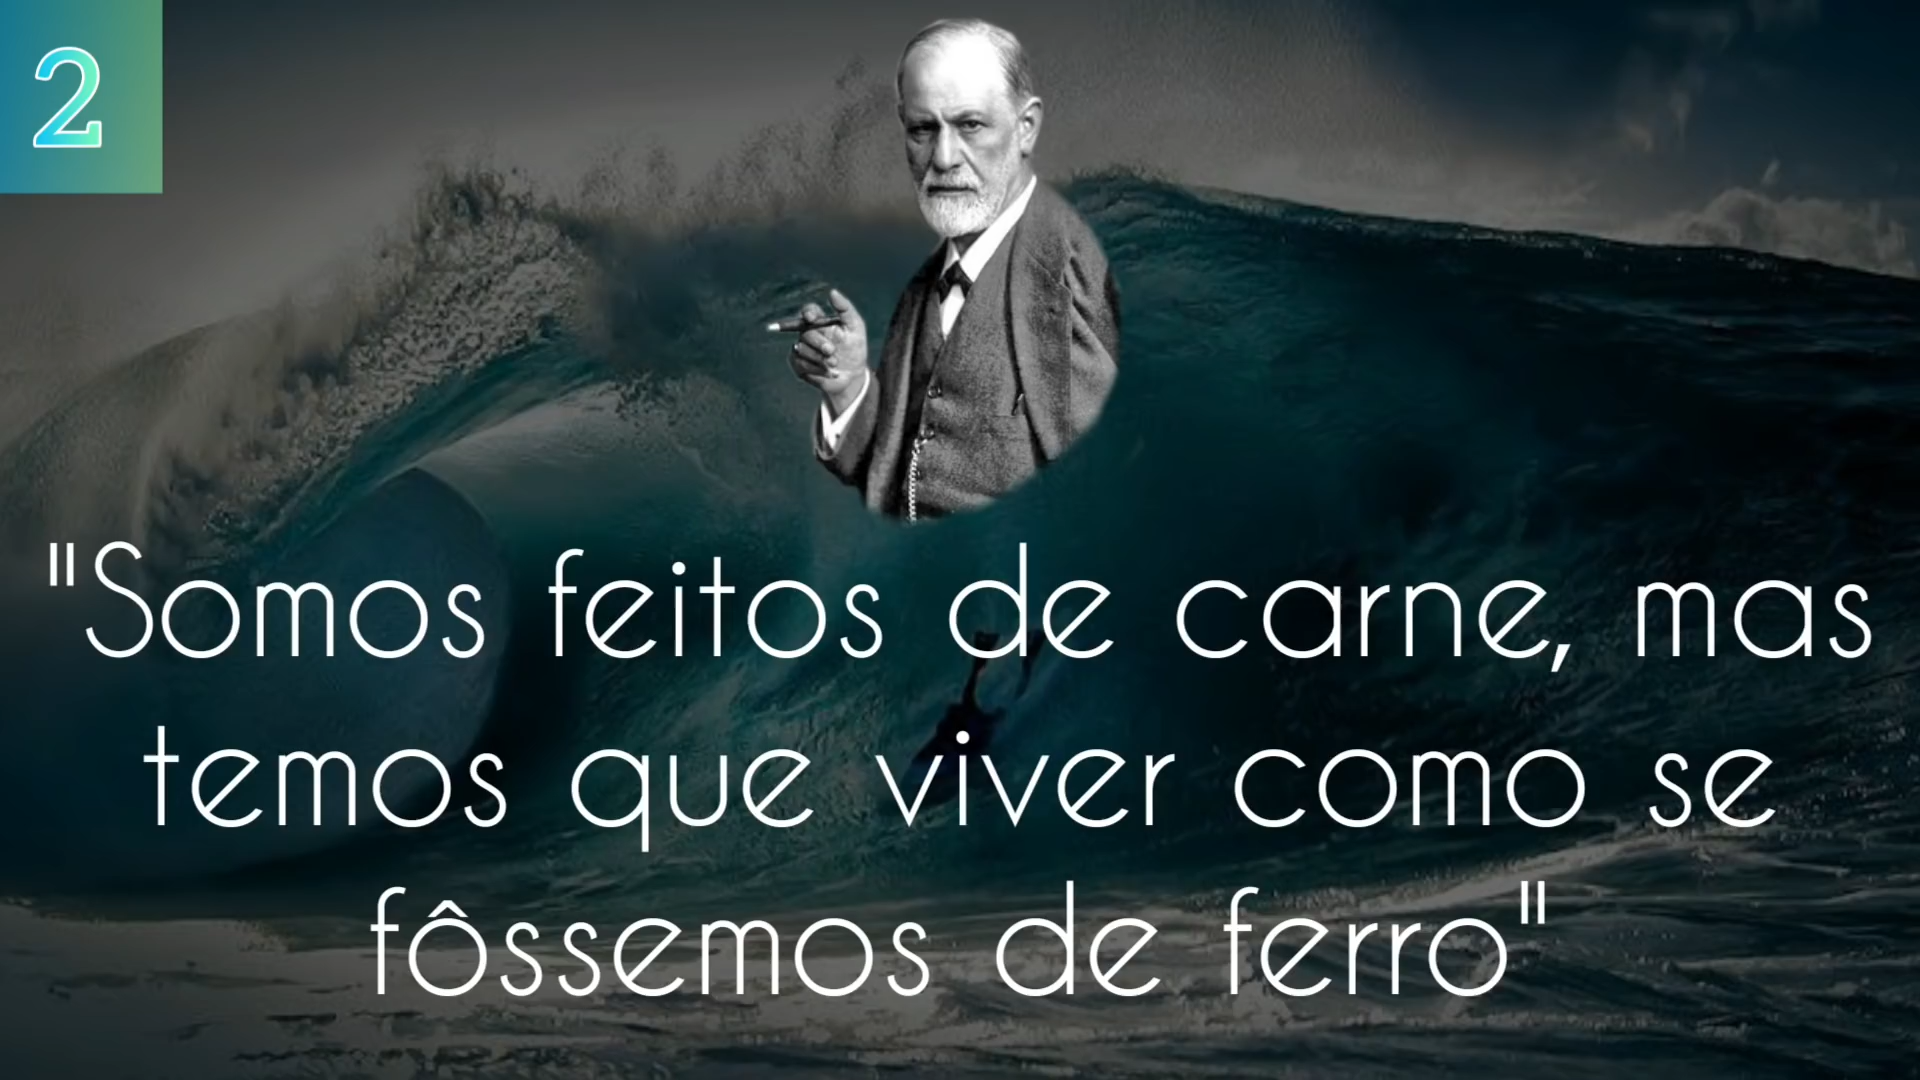 2
"Somos feitos de carne, mas
temos que viver como se
fôssemos de ferro"